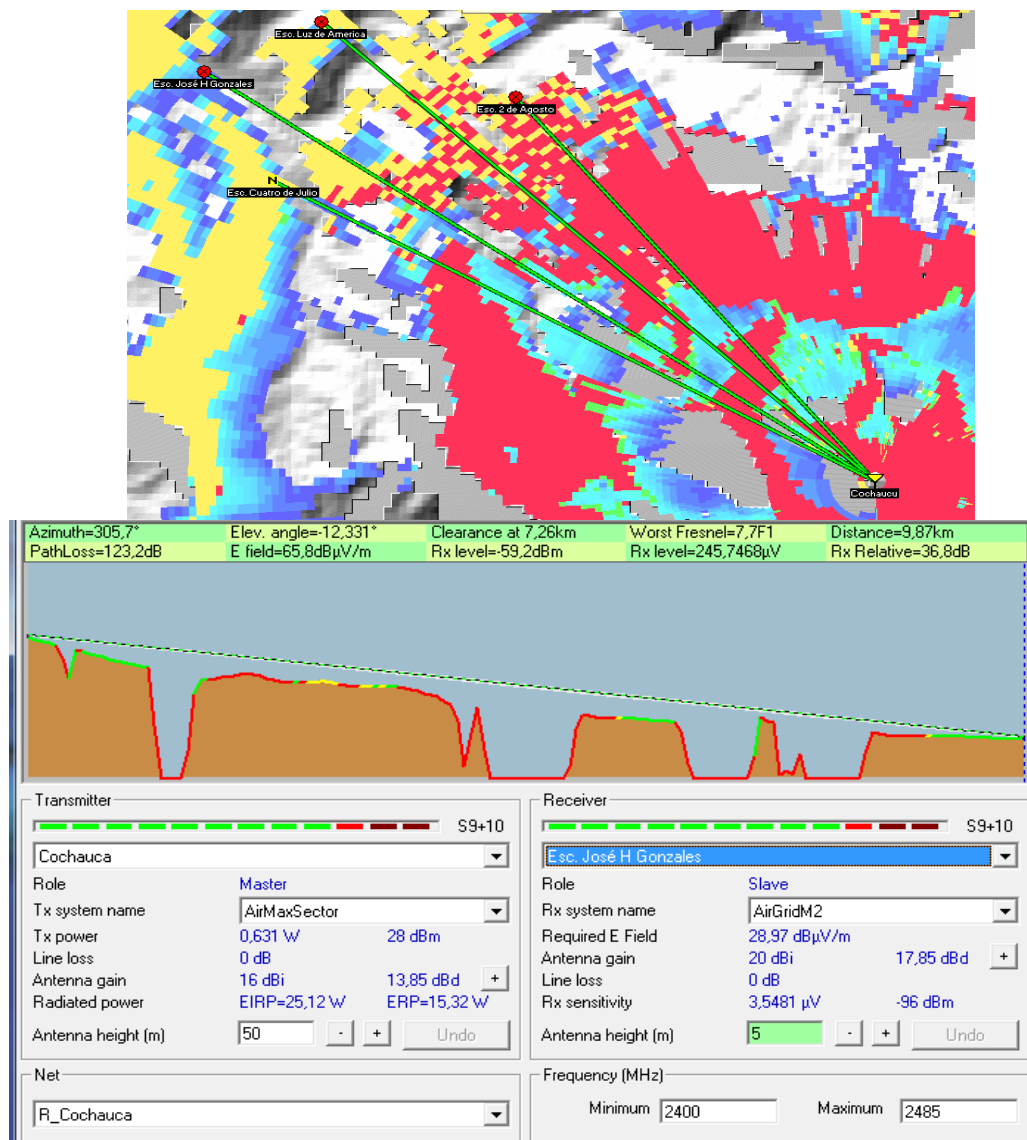 Esc. Luz de America
Esc. José H Gonzales
Esc. 2 de Agosto
N
Esc. Cuatro de Julio
Cochaucu
Azimuth=305,7° Elev. angle=-12,331° Clearance at 7,26km Worst Fresnel=7,7F1 Distance=9,87km
PathLoss=123,2dB E field=65,8dBµV/m Rx level=-59,2dBm Rx level=245,7468µV Rx Relative=36,8dB
Transmitter
S9+10
Cochauca
Role Master
Tx system name AirMaxSector
Tx power 0,631 W 28 dBm
Line loss 0 dB
Antenna gain 16 dBi 13,85 dBd +
Radiated power EIRP=25,12 W ERP=15,32 W
Antenna height (m) 50 - + Undo
Net
R_Cochauca
Receiver
S9+10
Esc. José H Gonzales
Role Slave
Rx system name AirGridM2
Required E Field 28,97 dBµV/m
Antenna gain 20 dBi 17,85 dBd +
Line loss 0 dB
Rx sensitivity 3,5481 µV -96 dBm
Antenna height (m) 5 - + Undo
Frequency (MHz)
Minimum 2400 Maximum 2485